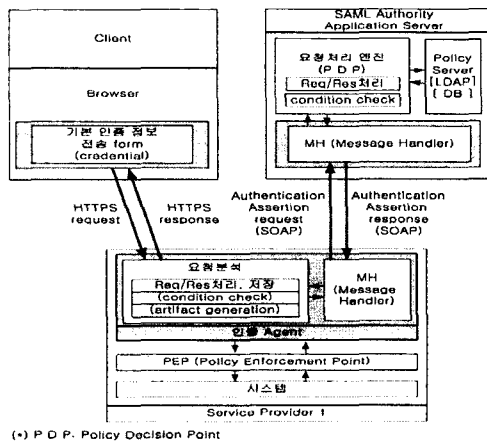 Client
Browser
기본 인증 정보
전송 form
(credential)
SAML Authority
Application Server
요청처리 엔진
(P D P)
Req/Res처리
condition check
Policy
Server
[LDAP]
[ DB ]
MH (Message Handler)
HTTPS
request
HTTPS
response
Authentication
Assertion
request
(SOAP)
Authentication
Assertion
response
(SOAP)
요청분석
Req/Res처리, 저장
(condition check)
(artifact generation)
MH
(Message
Handler)
인증 Agent
PEP (Policy Enforcement Point)
시스템
Service Provider 1
(*) P D P. Policy Decision Point